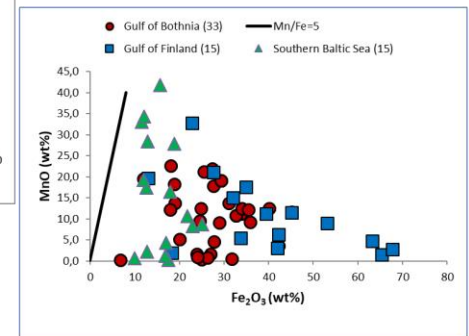 Gulf of Bothnia (33) Mn/Fe=5
Gulf of Finland (15) Southern Baltic Sea (15)
45,0
40,0
35,0
30,0
25,0
20,0
15,0
10,0
5,0
0,0
MnO (wt%)
0 10 20 30 40 50 60 70 80
Fe2O3 (wt%)